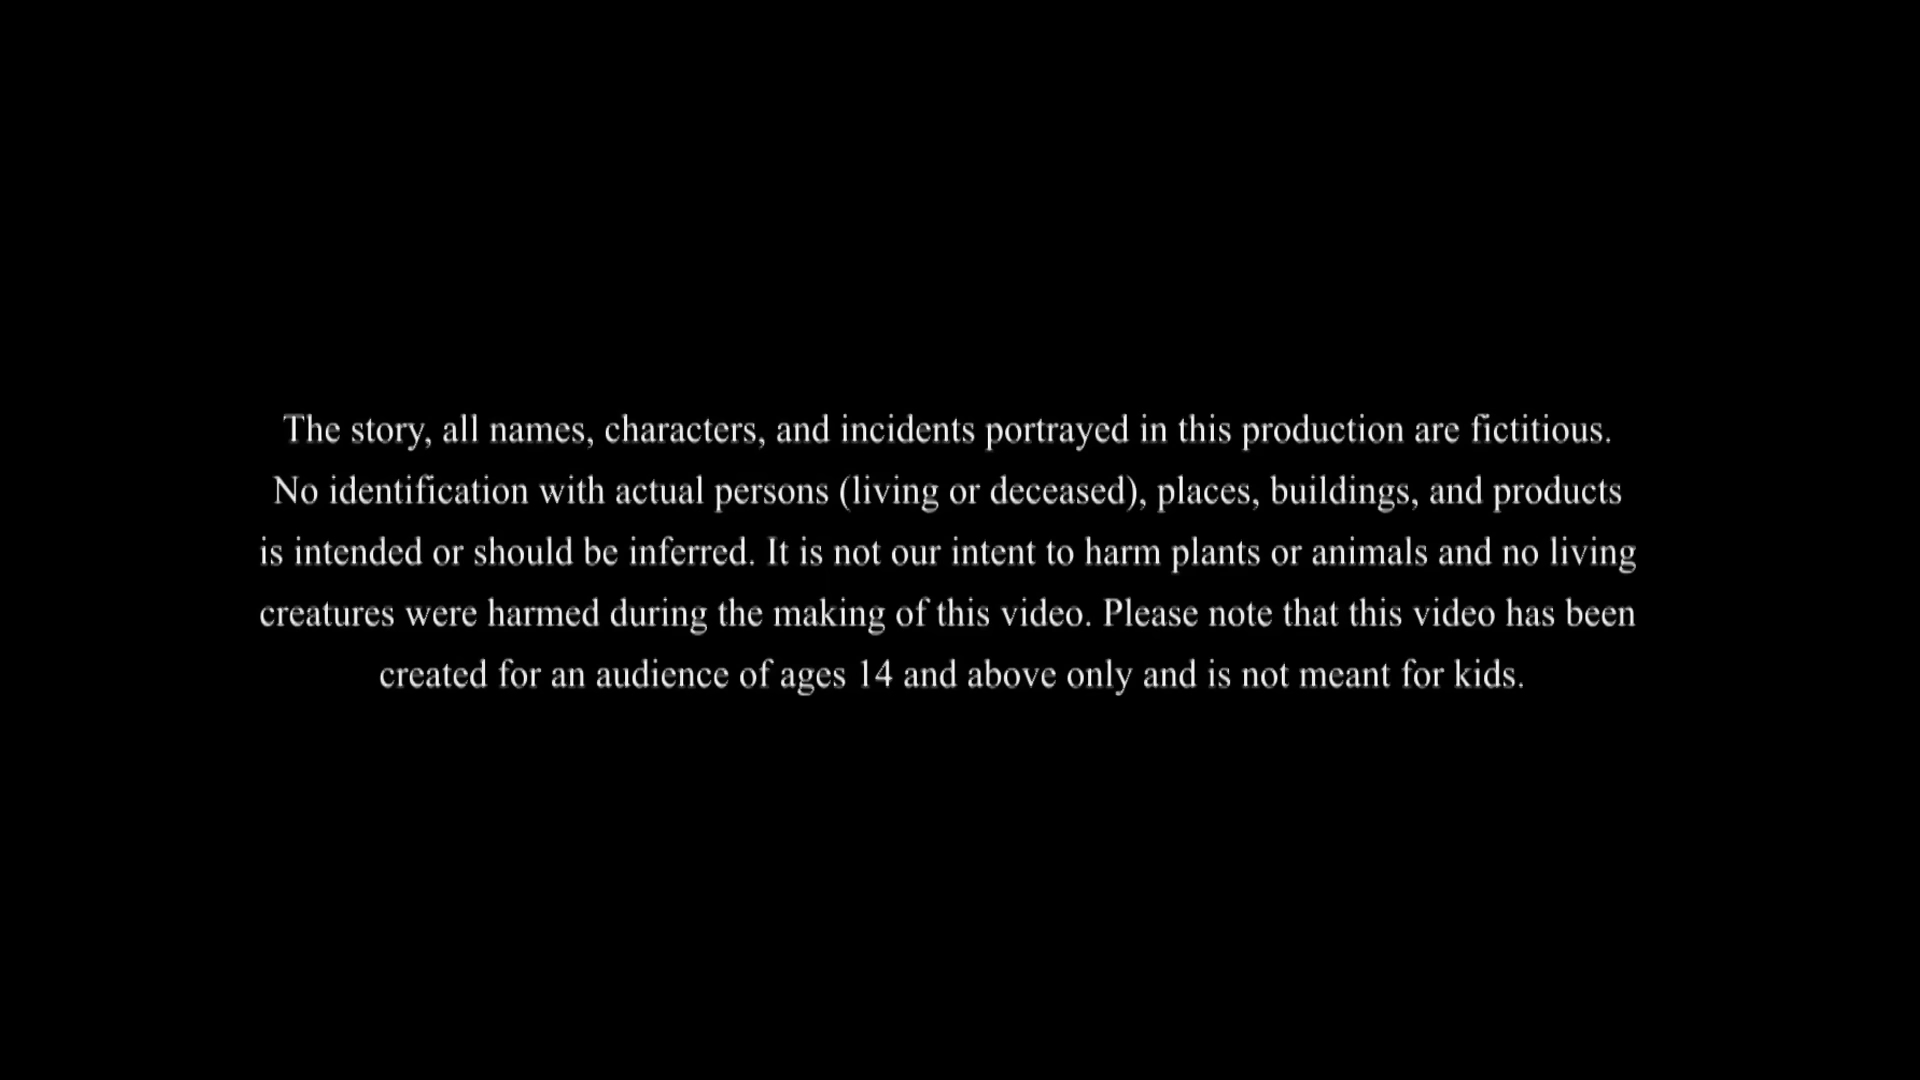 The story, all names, characters, and incidents portrayed in this production are fictitious.
No identification with actual persons (living or deceased), places, buildings, and products
is intended or should be inferred. It is not our intent to harm plants or animals and no living
creatures were harmed during the making of this video. Please note that this video has been
created for an audience of ages 14 and above only and is not meant for kids.